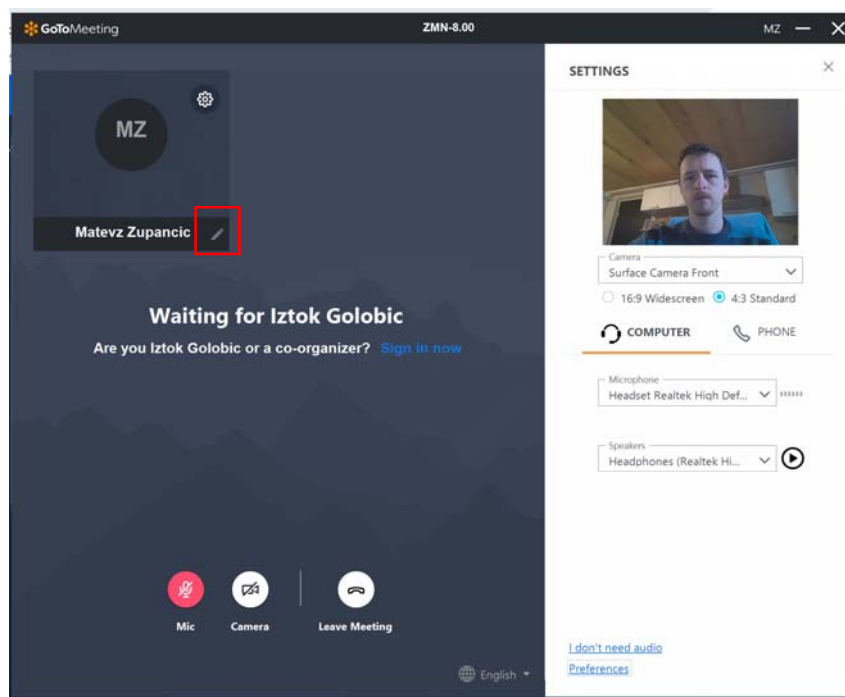 GoToMeeting
ZMN-8.00
MZ
MZ
Matevz Zupancic
Waiting for Iztok Golobic
Are you Iztok Golobic or a co-organizer? Sign in now
Mic
Camera
Leave Meeting
English
SETTINGS
Camera
Surface Camera Front
16:9 Widescreen
4:3 Standard
COMPUTER
PHONE
Microphone
Headset Realtek High Def...
Speakers
Headphones (Realtek Hi...
I don't need audio
Preferences